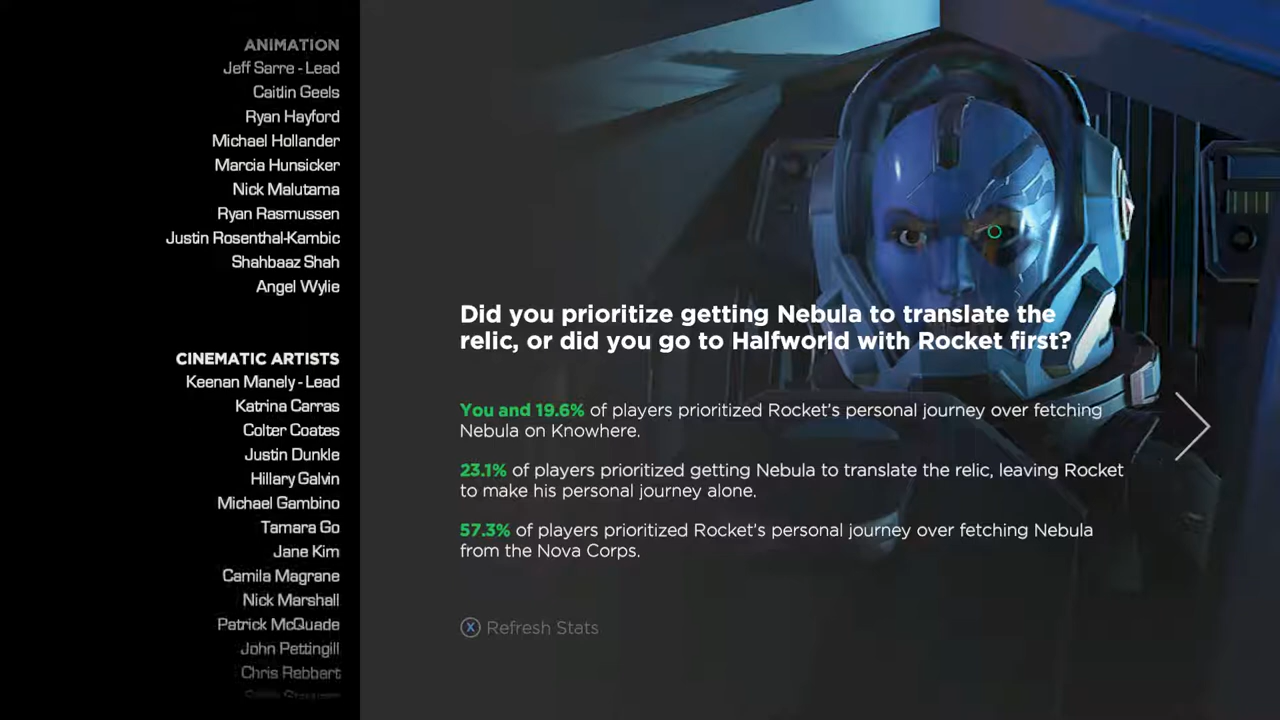 ANIMATION
Jeff Sarre - Lead
Caitlin Geels
Ryan Hayford
Michael Hollander
Marcia Hunsicker
Nick Malutama
Ryan Rasmussen
Justin Rosenthal-Kambic
Shahbaaz Shah
Angel Wylie
CINEMATIC ARTISTS
Keenan Manely - Lead
Katrina Carras
Colter Coates
Justin Dunkle
Hillary Galvin
Michael Gambino
Tamara Go
Jane Kim
Camila Magrane
Nick Marshall
Patrick McQuade
John Pettingill
Chris Rebbert
Did you prioritize getting Nebula to translate the
relic, or did you go to Halfworld with Rocket first?
You and 19.6% of players prioritized Rocket's personal journey over fetching
Nebula on Knowhere.
23.1% of players prioritized getting Nebula to translate the relic, leaving Rocket
to make his personal journey alone.
57.3% of players prioritized Rocket's personal journey over fetching Nebula
from the Nova Corps.
X Refresh Stats